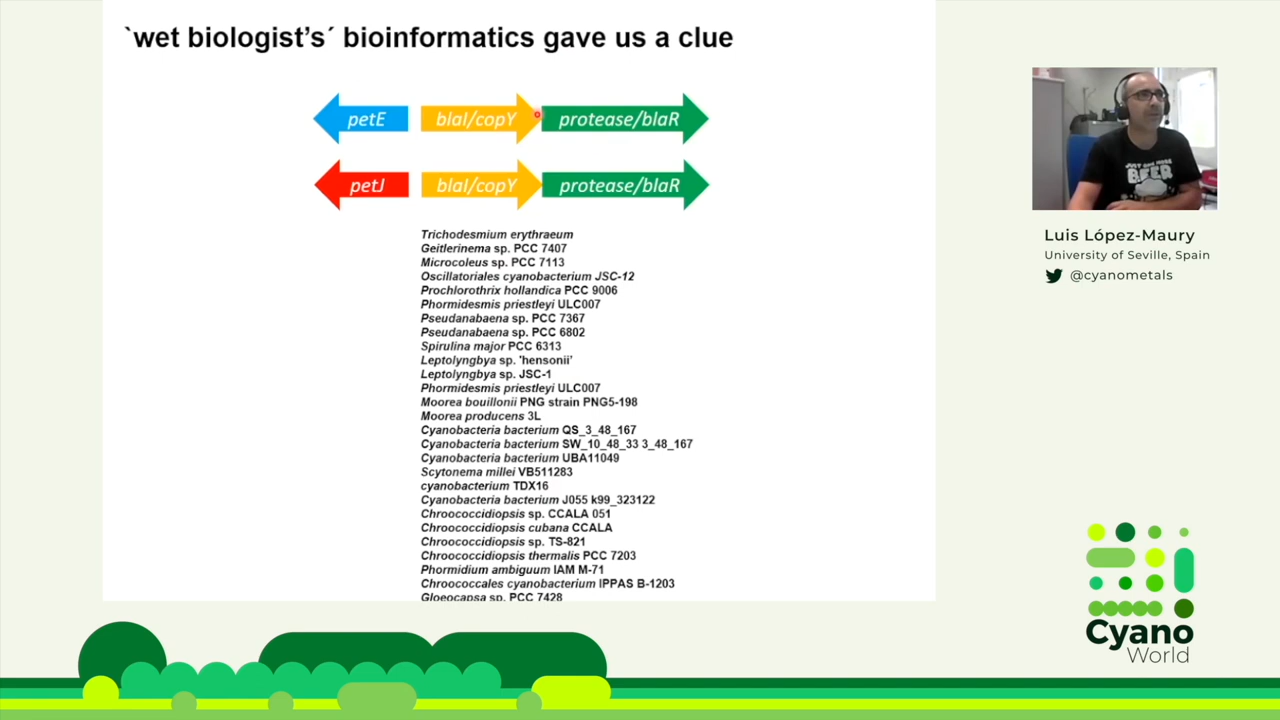 `wet biologist's´ bioinformatics gave us a clue
petE blaI/copY protease/blaR
petJ blaI/copY protease/blaR
Trichodesmium erythraeum
Geitlerinema sp. PCC 7407
Microcoleus sp. PCC 7113
Oscillatoriales cyanobacterium JSC-12
Prochlorothrix hollandica PCC 9006
Phormidesmis priestleyi ULC007
Pseudanabaena sp. PCC 7367
Pseudanabaena sp. PCC 6802
Spirulina major PCC 6313
Leptolyngbya sp. 'hensonii'
Leptolyngbya sp. JSC-1
Phormidesmis priestleyi ULC007
Moorea bouillonii PNG strain PNG5-198
Moorea producens 3L
Cyanobacteria bacterium QS_3_48_167
Cyanobacteria bacterium SW_10_48_33 3_48_167
Cyanobacteria bacterium UBA11049
Scytonema millei VB511283
cyanobacterium TDX16
Cyanobacteria bacterium J055 k99_323122
Chroococcidiopsis sp. CCALA 051
Chroococcidiopsis cubana CCALA
Chroococcidiopsis sp. TS-821
Chroococcidiopsis thermalis PCC 7203
Phormidium ambiguum IAM M-71
Chroococcales cyanobacterium IPPAS B-1203
Gloeocapsa sp. PCC 7428
JUST ONE MORE
BEER
Luis López-Maury
University of Seville, Spain
@cyanometals
Cyano
World